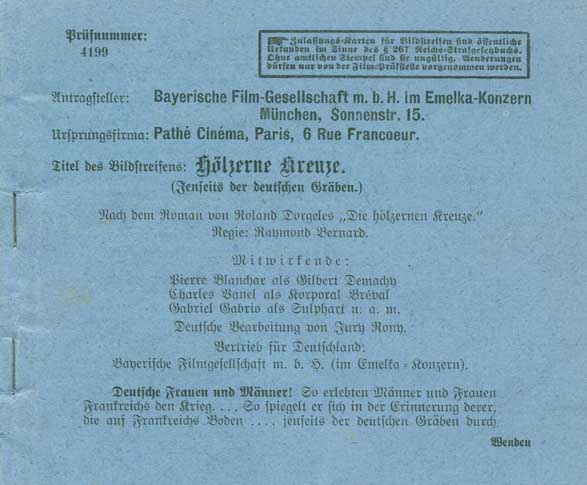 Prüfnummer:
4199
Zulassungs-Karten für Bildstreifen sind öffentliche
Urkunden im Sinne des § 267 Reichs-Strafgesetzbuchs.
Ohne amtlichen Stempel sind sie ungültig. Aenderungen
dürfen nur von der Film-Prüfstelle vorgenommen werden.
Antragsteller: Bayerische Film-Gesellschaft m. b. H. im Emelka-Konzern
München, Sonnenstr. 15.
Ursprungsfirma: Pathé Cinéma, Paris, 6 Rue Francoeur.
Titel des Bildstreifens: Hölzerne Kreuze.
(Jenseits der deutschen Gräben.)
Nach dem Roman von Roland Dorgeles „Die hölzernen Kreuze.“
Regie: Raymond Bernard.
Mitwirkende:
Pierre Blanchar als Gilbert Demachy
Charles Vanel als Korporal Bréval
Gabriel Gabrio als Sulphart u. a. m.
Deutsche Bearbeitung von Jury Rony.
Vertrieb für Deutschland:
Bayerische Filmgesellschaft m. b. H. (im Emelka-Konzern).
Deutsche Frauen und Männer! So erlebten Männer und Frauen
Frankreichs den Krieg. ... So spiegelt er sich in der Erinnerung derer,
die auf Frankreichs Boden .... jenseits der deutschen Gräben durch
Wenden